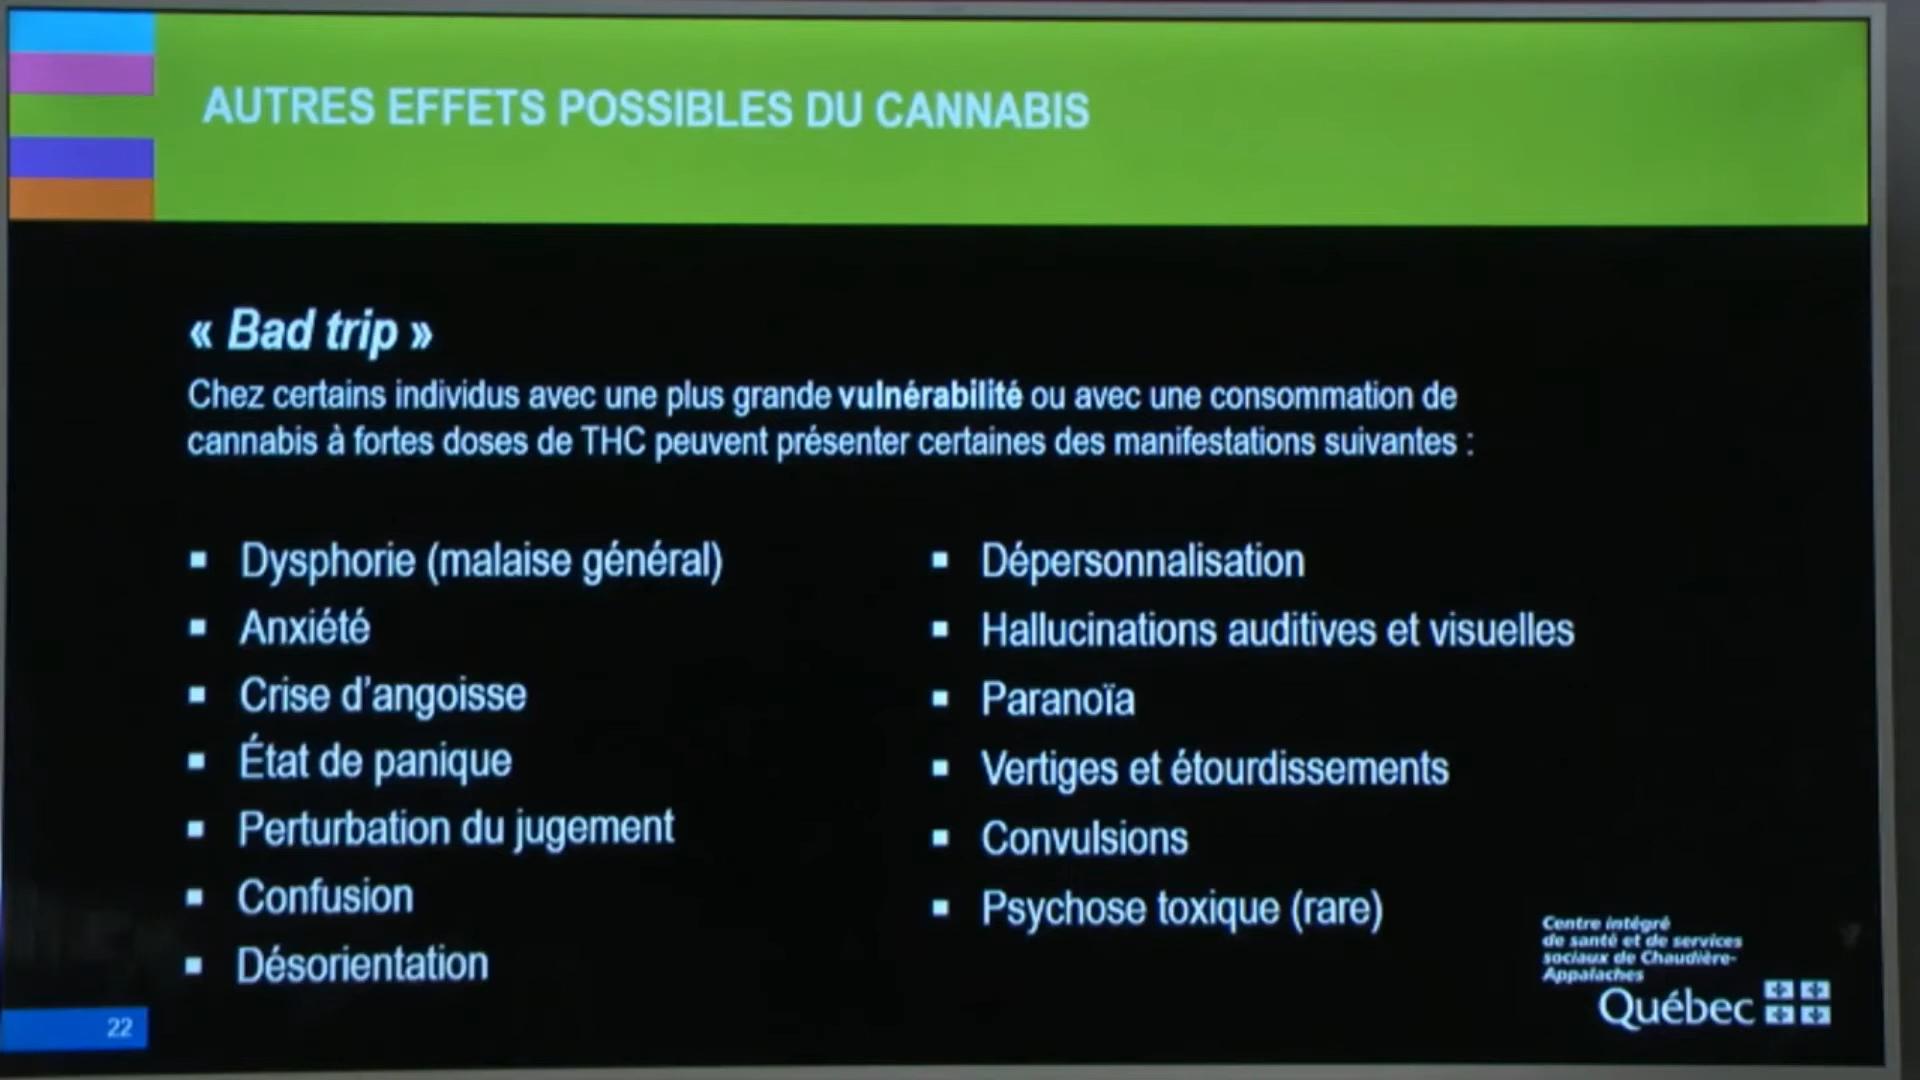 AUTRES EFFETS POSSIBLES DU CANNABIS
« Bad trip »
Chez certains individus avec une plus grande vulnérabilité ou avec une consommation de
cannabis à fortes doses de THC peuvent présenter certaines des manifestations suivantes :
▪ Dysphorie (malaise général)
▪ Anxiété
▪ Crise d'angoisse
▪ État de panique
▪ Perturbation du jugement
▪ Confusion
▪ Désorientation
▪ Dépersonnalisation
▪ Hallucinations auditives et visuelles
▪ Paranoïa
▪ Vertiges et étourdissements
▪ Convulsions
▪ Psychose toxique (rare)
Centre intégré
de santé et de services
sociaux de Chaudière-
Appalaches
Québec
22